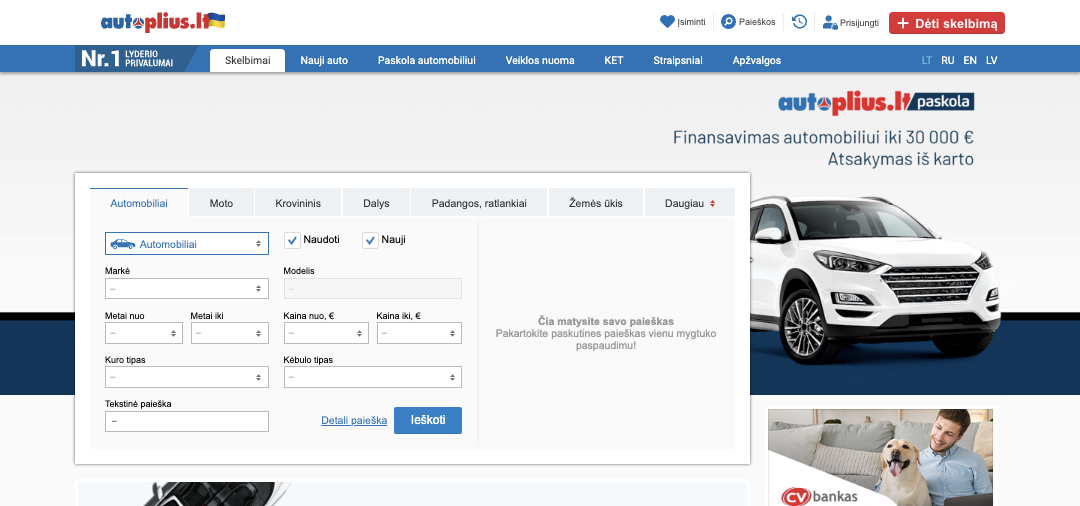 autoplius.lt
Įsiminti
Paieškos
Prisijungti
+ Dėti skelbimą
Nr.1 LYDERIO
PRIVALUMAI
Skelbimai
Nauji auto
Paskola automobiliui
Veiklos nuoma
KET
Straipsniai
Apžvalgos
LT RU EN LV
autoplius.lt paskola
Finansavimas automobiliui iki 30 000 €
Atsakymas iš karto
Automobiliai
Moto
Krovininis
Dalys
Padangos, ratlankiai
Žemės ūkis
Daugiau
Automobiliai
Naudoti
Nauji
Markė
Modelis
–
–
Metai nuo
Metai iki
Kaina nuo, €
Kaina iki, €
–
–
–
–
Kuro tipas
Kėbulo tipas
–
–
Tekstinė paieška
–
Detali paieška
Ieškoti
Čia matysite savo paieškas
Pakartokite paskutines paieškas vienu mygtuko
paspaudimu!
CV bankas